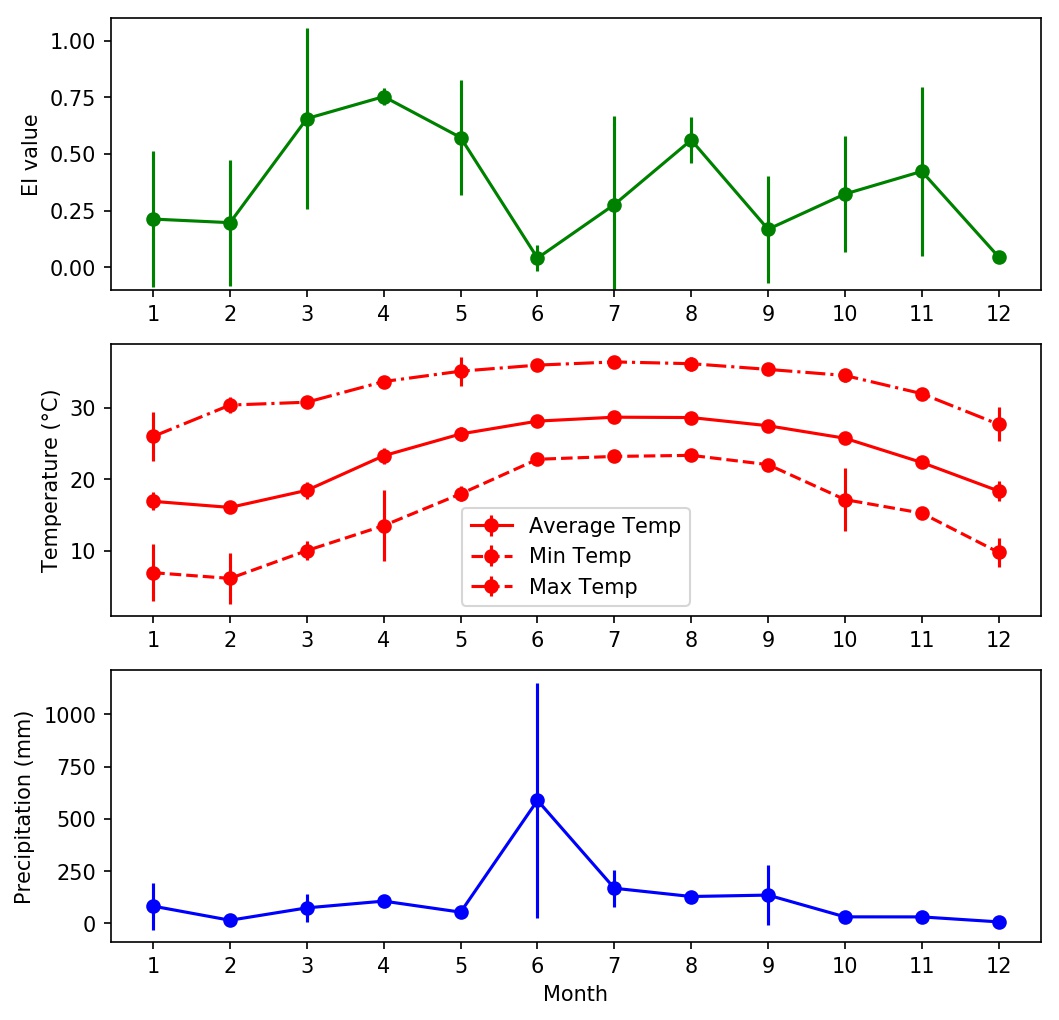 EI value
1.00
0.75
0.50
0.25
0.00
1 2 3 4 5 6 7 8 9 10 11 12
Temperature (°C)
30
20
10
Average Temp
Min Temp
Max Temp
1 2 3 4 5 6 7 8 9 10 11 12
Precipitation (mm)
1000
750
500
250
0
1 2 3 4 5 6 7 8 9 10 11 12
Month